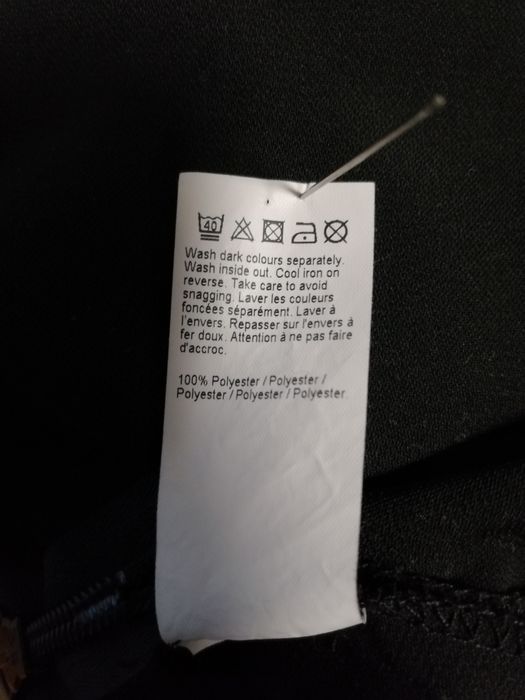 40
Wash dark colours separately.
Wash inside out. Cool iron on
reverse. Take care to avoid
snagging. Laver les couleurs
foncées séparément. Laver à
l'envers. Repasser sur l'envers à
fer doux. Attention à ne pas faire
d'accroc.
100% Polyester / Polyester /
Polyester / Polyester / Polyester